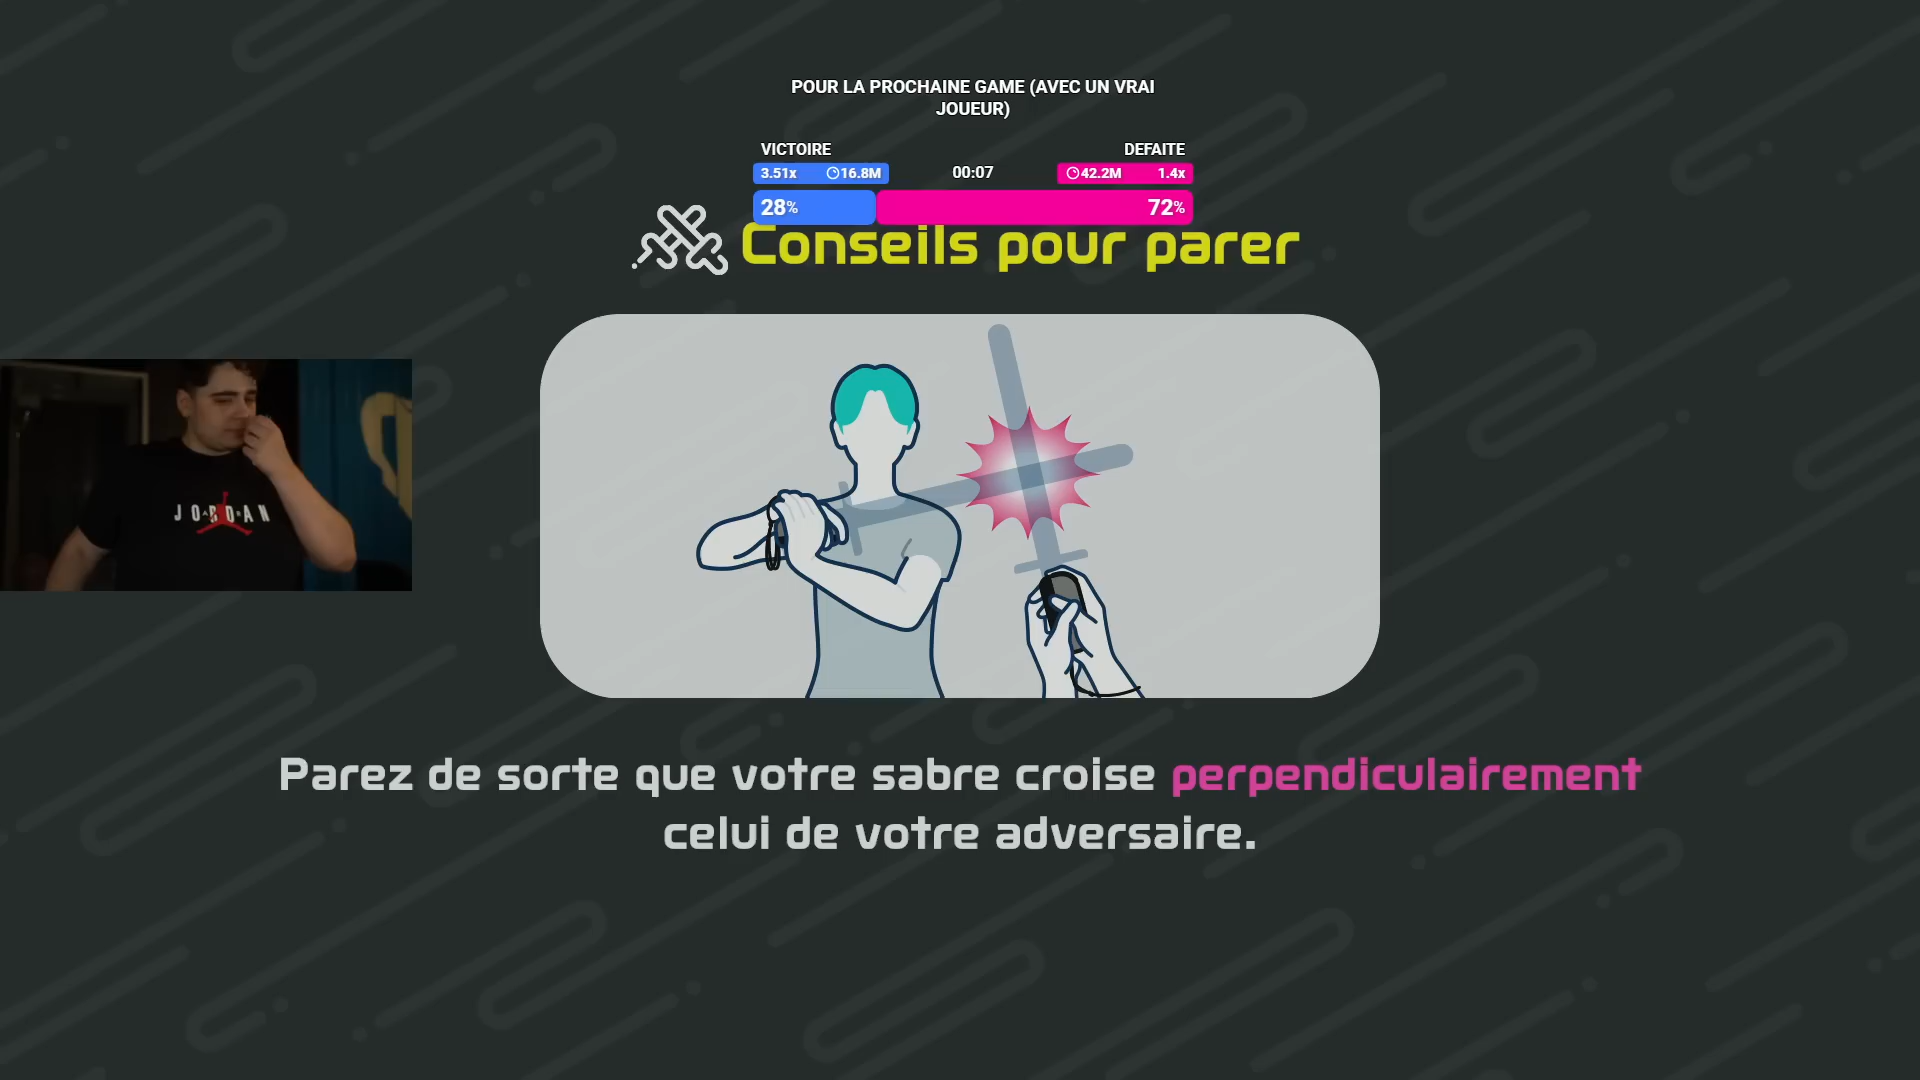 POUR LA PROCHAINE GAME (AVEC UN VRAI
JOUEUR)
VICTOIRE
DEFAITE
3.51x 16.8M
00:07
42.2M 1.4x
28%
72%
Conseils pour parer
JORDAN
Parez de sorte que votre sabre croise perpendiculairement
celui de votre adversaire.